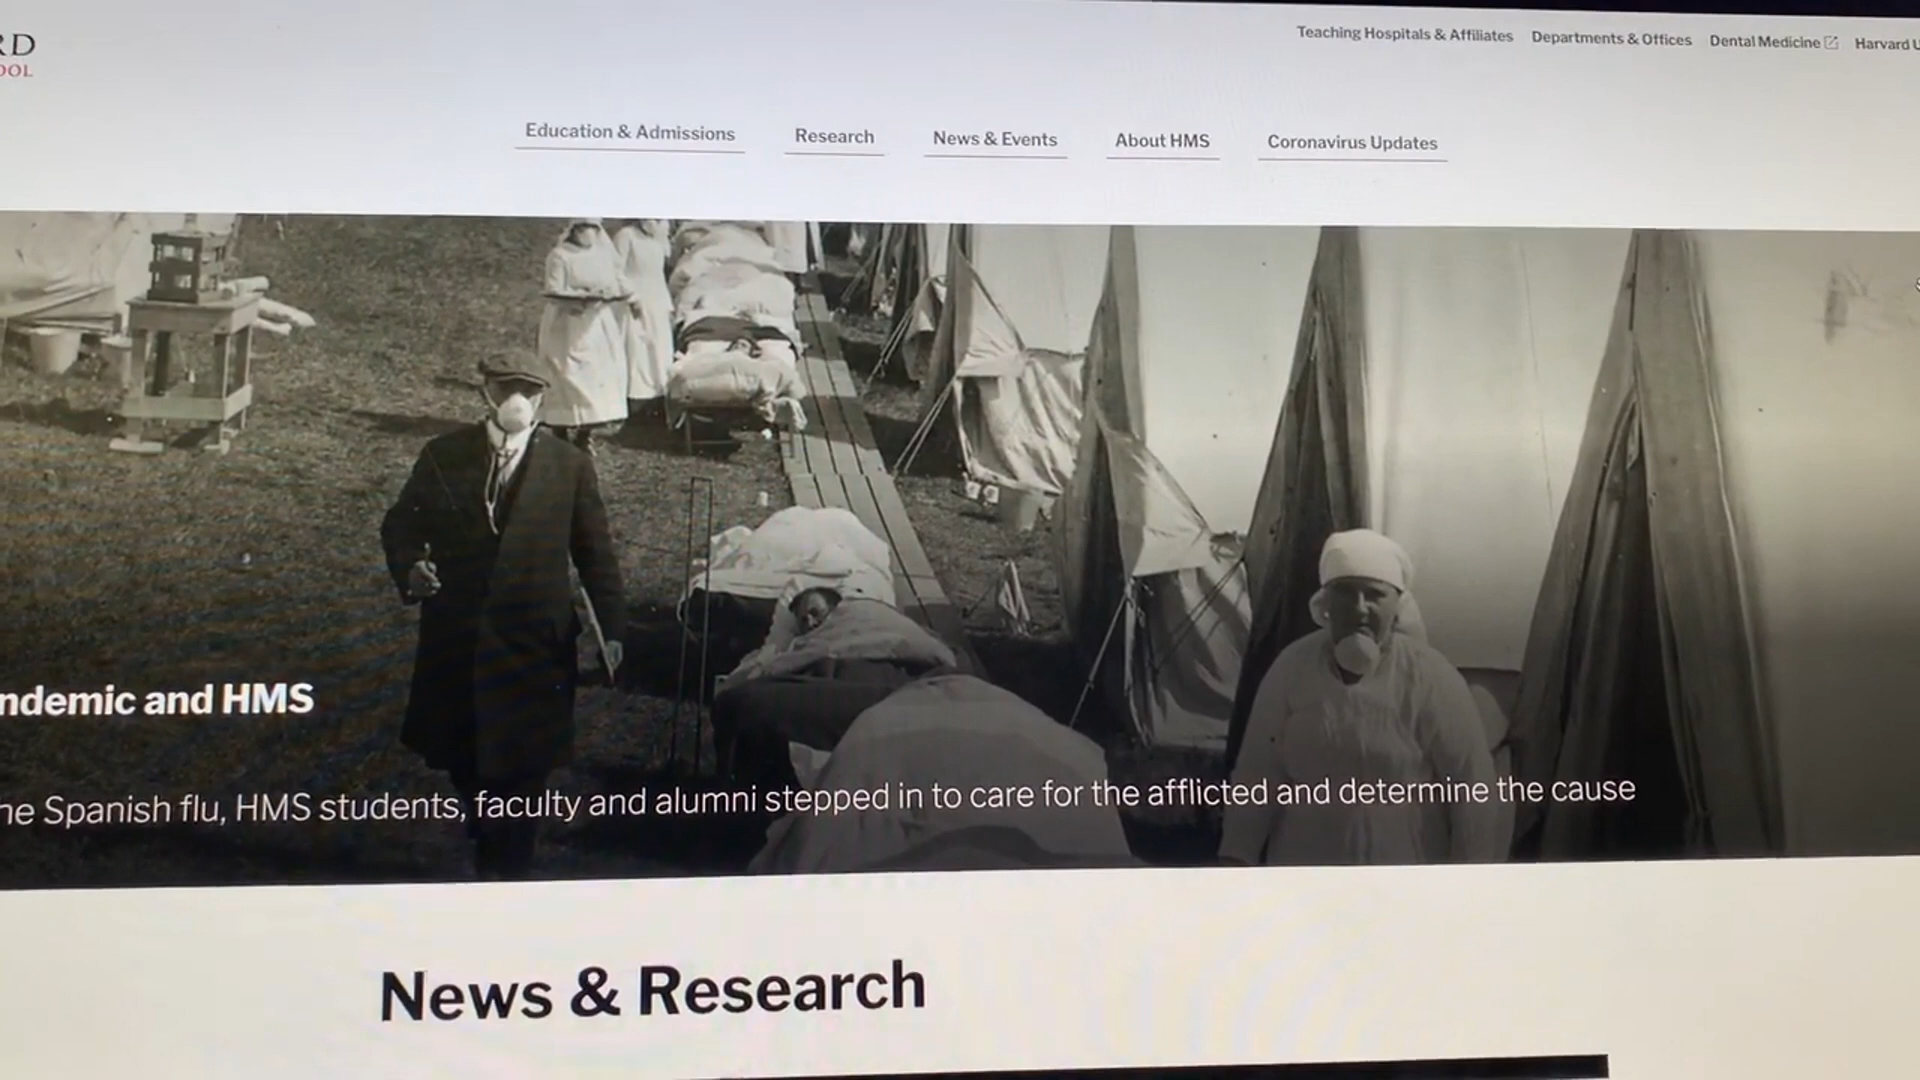 RD
OOL
Teaching Hospitals & Affiliates Departments & Offices Dental Medicine Harvard U
Education & Admissions Research News & Events About HMS Coronavirus Updates
ndemic and HMS
he Spanish flu, HMS students, faculty and alumni stepped in to care for the afflicted and determine the cause
News & Research